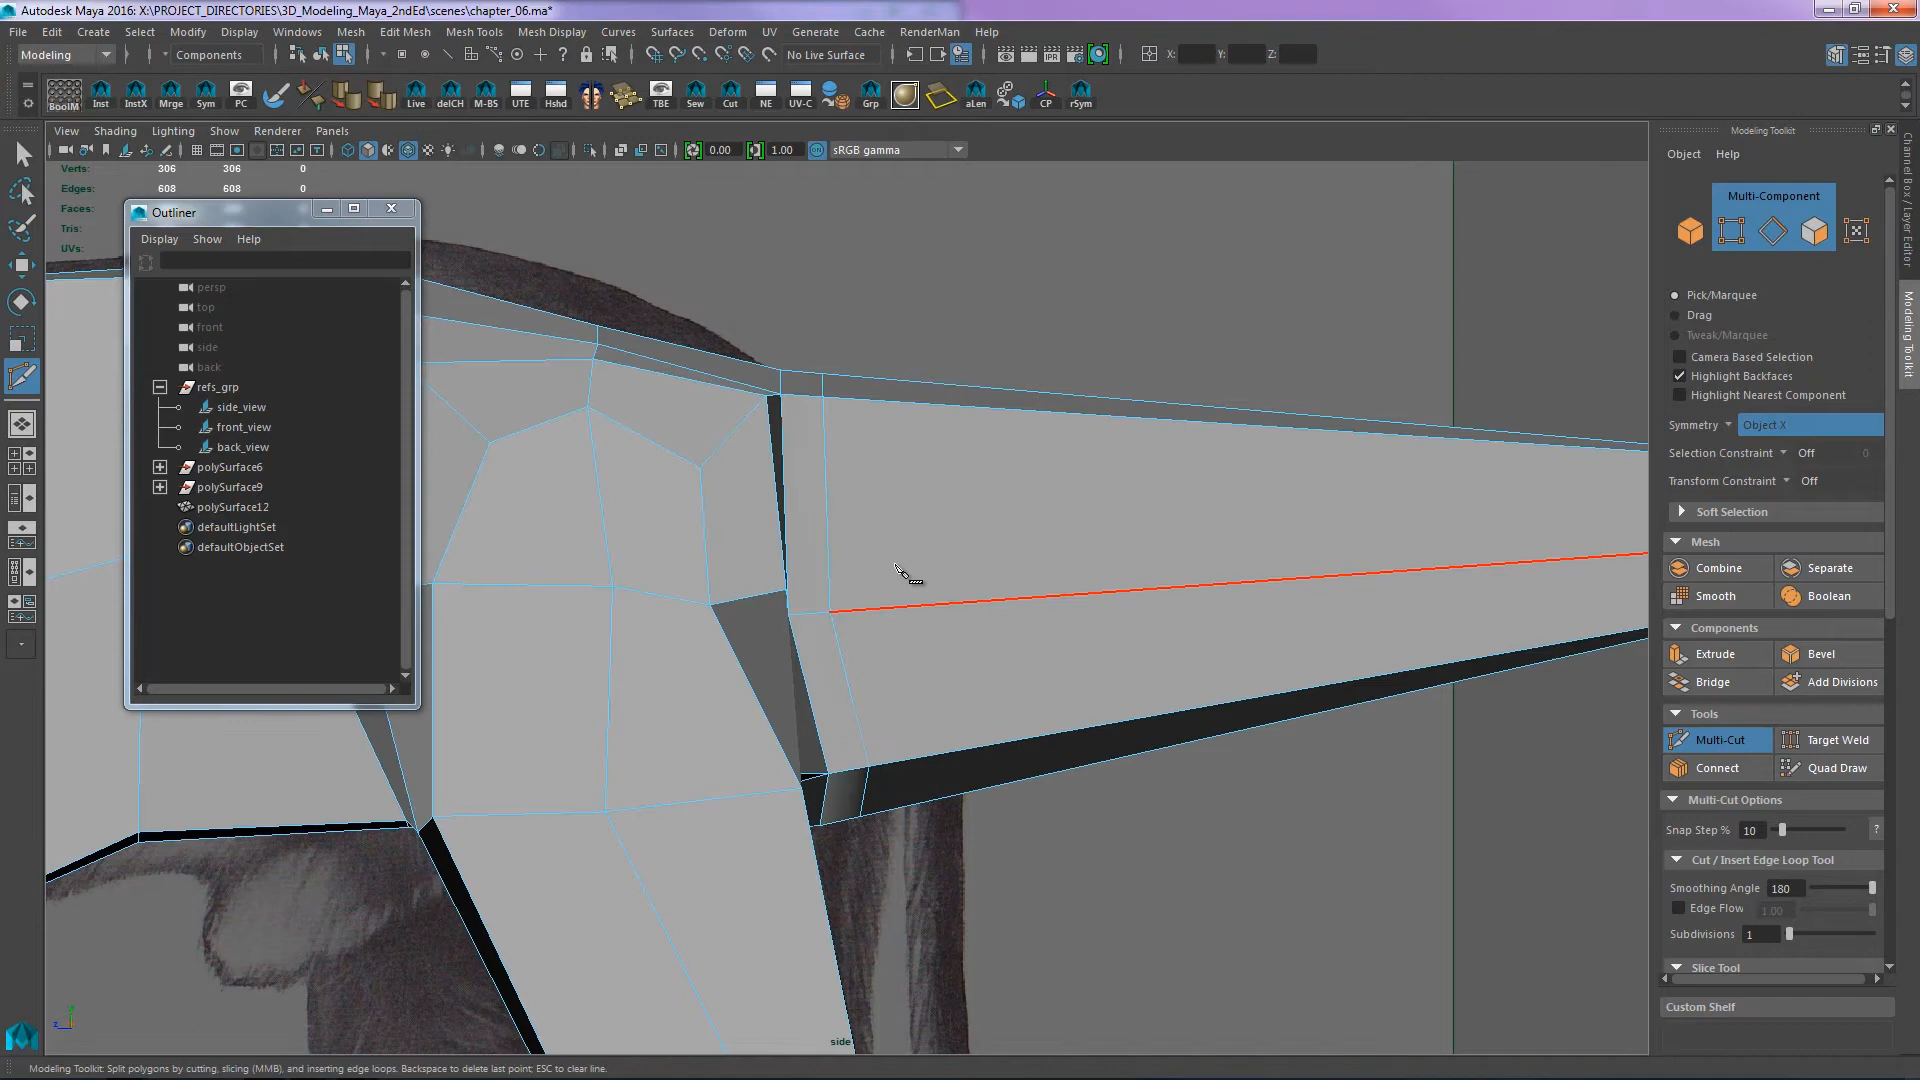 Autodesk Maya 2016: X:\PROJECT_DIRECTORIES\3D_Modeling_Maya_2ndEd\scenes\chapter_06.ma*
File Edit Create Select Modify Display Windows Mesh Edit Mesh Mesh Tools Mesh Display Curves Surfaces Deform UV Generate Cache RenderMan Help
Modeling Components No Live Surface X: Y: Z:
BoolM Inst InstX Mrge Sym PC Live delCH M-BS UTE Hshd TBE Sew Cut NE UV-C Grp aLen CP rSym
View Shading Lighting Show Renderer Panels
0.00 1.00 sRGB gamma
Verts: 306 306 0
Edges: 608 608 0
Faces:
Tris:
UVs:
Outliner
Display Show Help
persp
top
front
side
back
refs_grp
side_view
front_view
back_view
polySurface6
polySurface9
polySurface12
defaultLightSet
defaultObjectSet
side
Modeling Toolkit
Object Help
Multi-Component
Pick/Marquee
Drag
Tweak/Marquee
Camera Based Selection
Highlight Backfaces
Highlight Nearest Component
Symmetry Object X
Selection Constraint Off 0
Transform Constraint Off
Soft Selection
Mesh
Combine Separate
Smooth Boolean
Components
Extrude Bevel
Bridge Add Divisions
Tools
Multi-Cut Target Weld
Connect Quad Draw
Multi-Cut Options
Snap Step % 10 ?
Cut / Insert Edge Loop Tool
Smoothing Angle 180
Edge Flow 1.00
Subdivisions 1
Slice Tool
Custom Shelf
Channel Box / Layer Editor
Modeling Toolkit
Modeling Toolkit: Split polygons by cutting, slicing (MMB), and inserting edge loops. Backspace to delete last point; ESC to clear line.